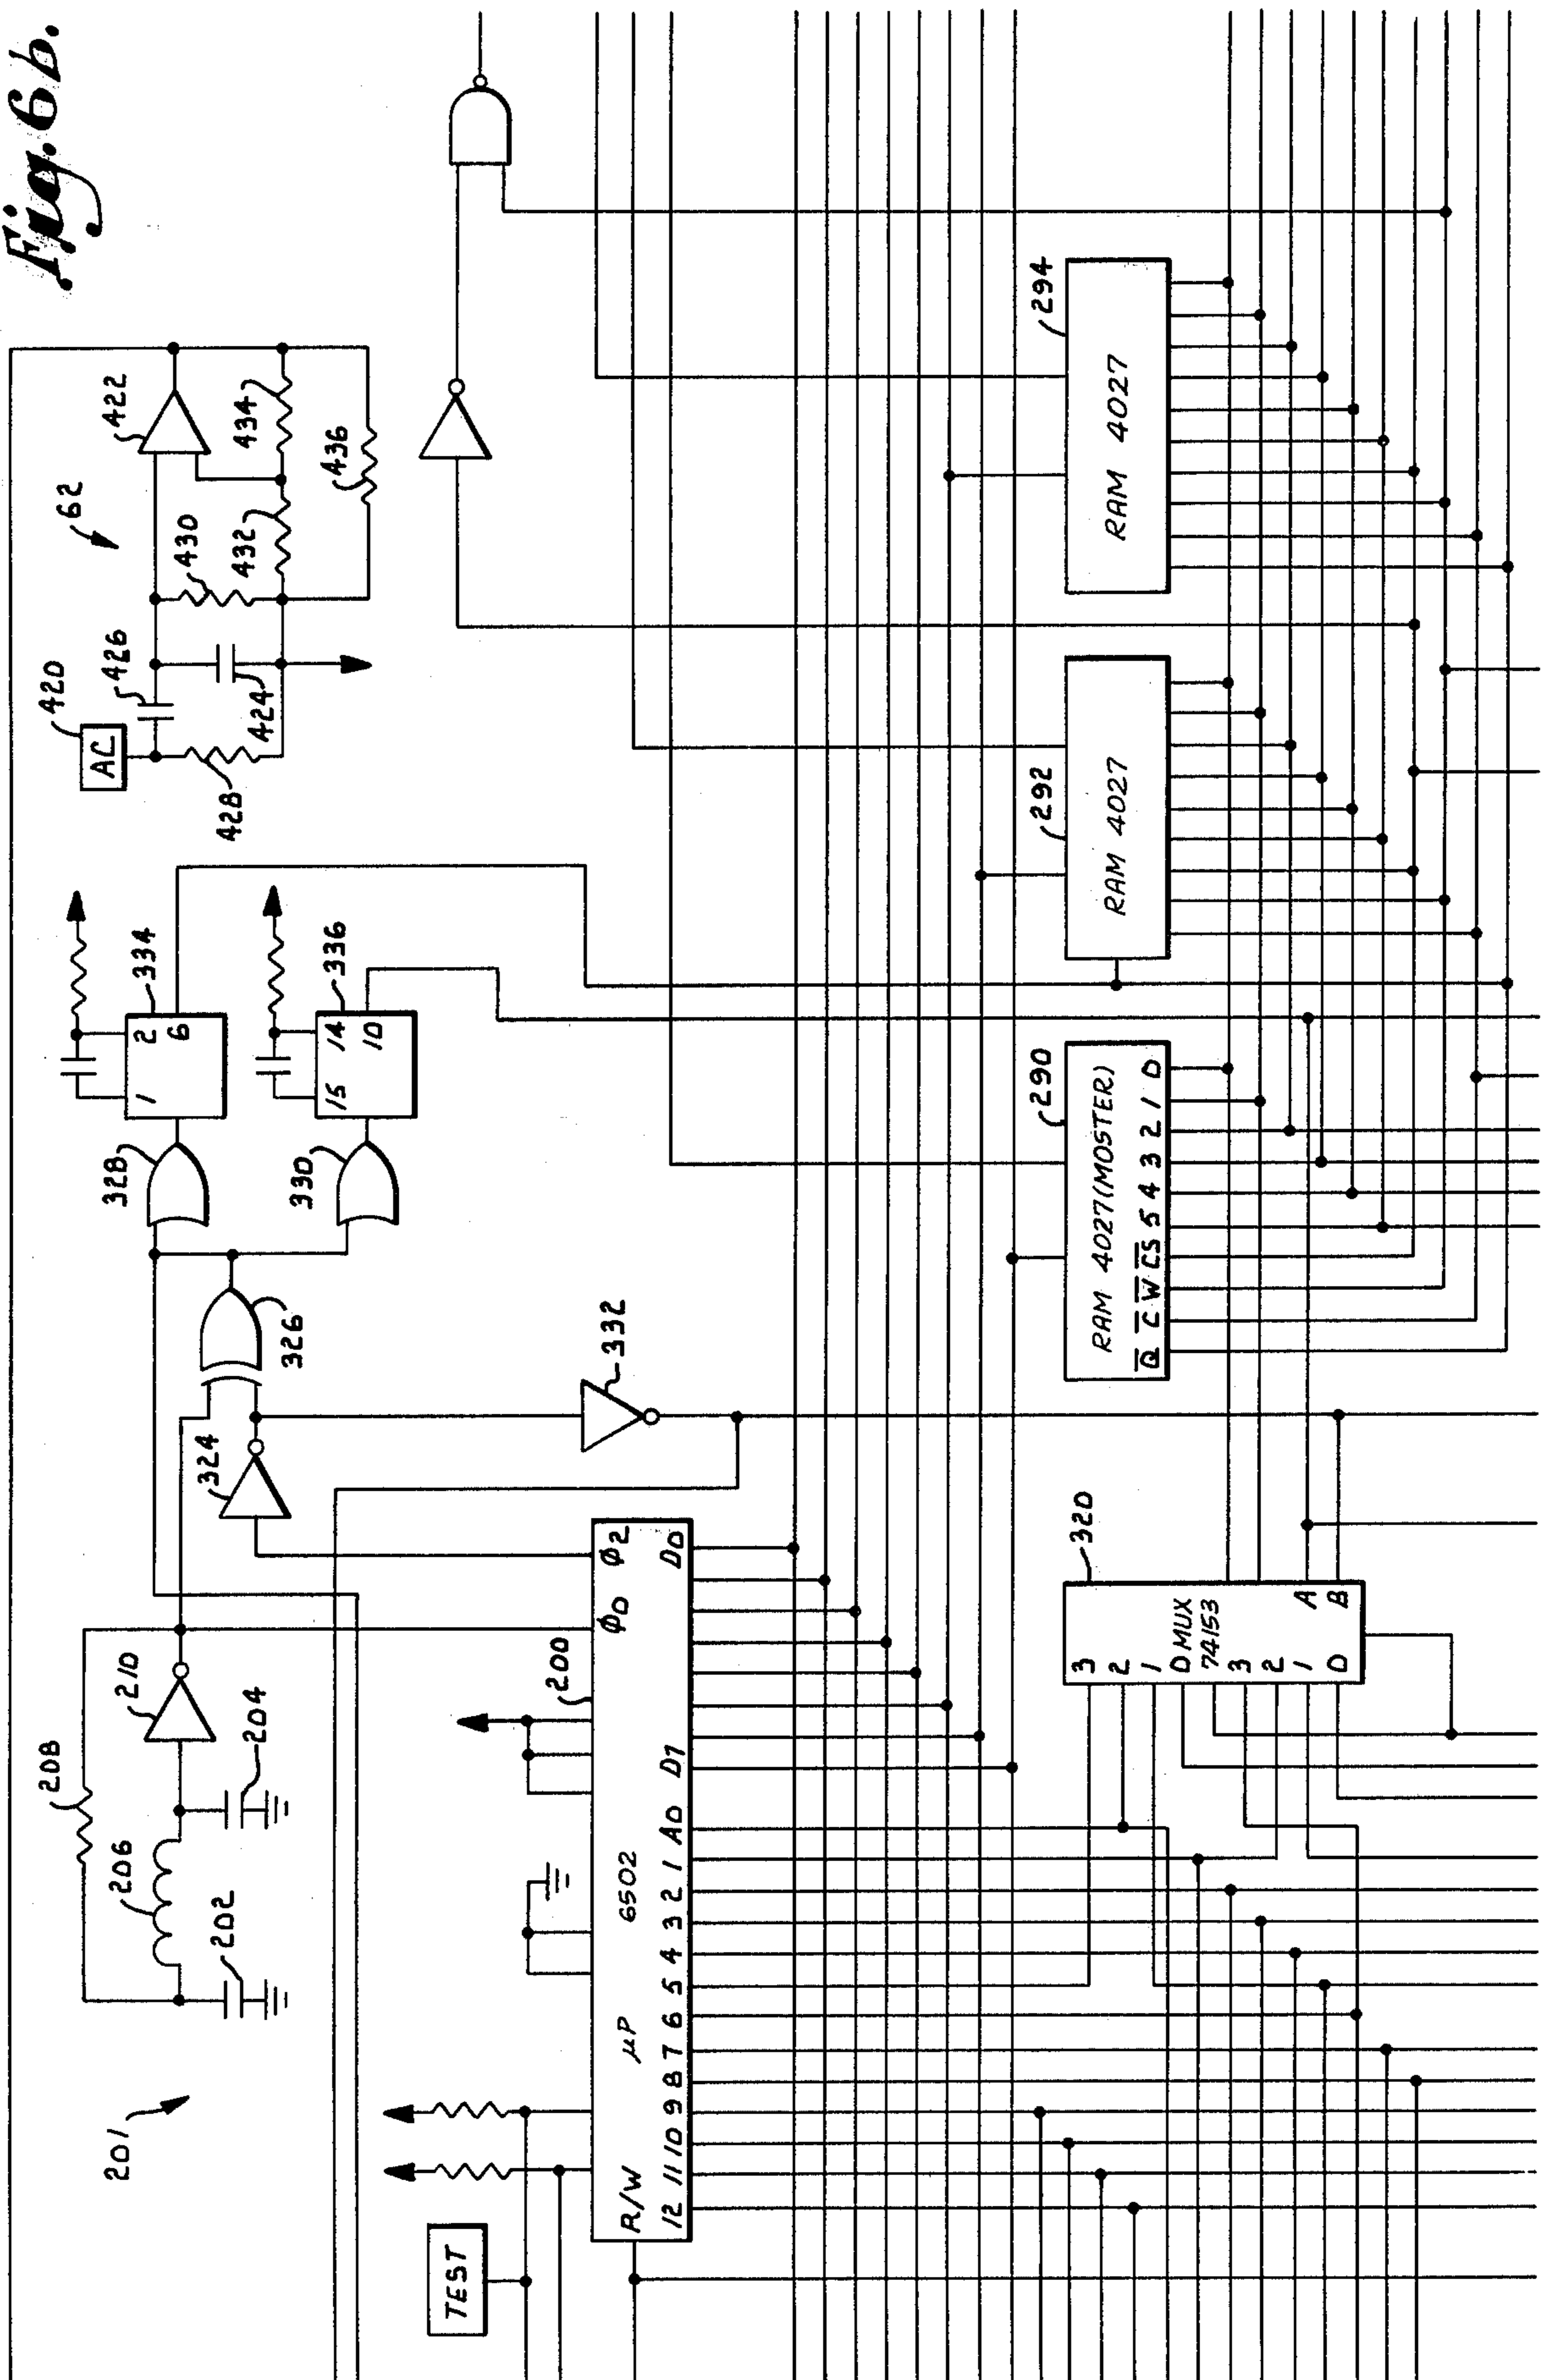 Fig. 6b.
201
202
204
206
208
210
TEST
R/W
µP
6502
200
Φ0
Φ2
12 11 10 9 8 7 6 5 4 3 2 1 A0
D7
D0
324
326
332
328
330
1 2
6
334
15 14
10
336
AC
420
426
428
424
430
62
432
422
434
436
3
2
1
0 MUX
74153
3
2
1
0
A
B
320
RAM 4027(MOSTER)
Q C W CS 5 4 3 2 1 0
290
RAM 4027
292
RAM 4027
294